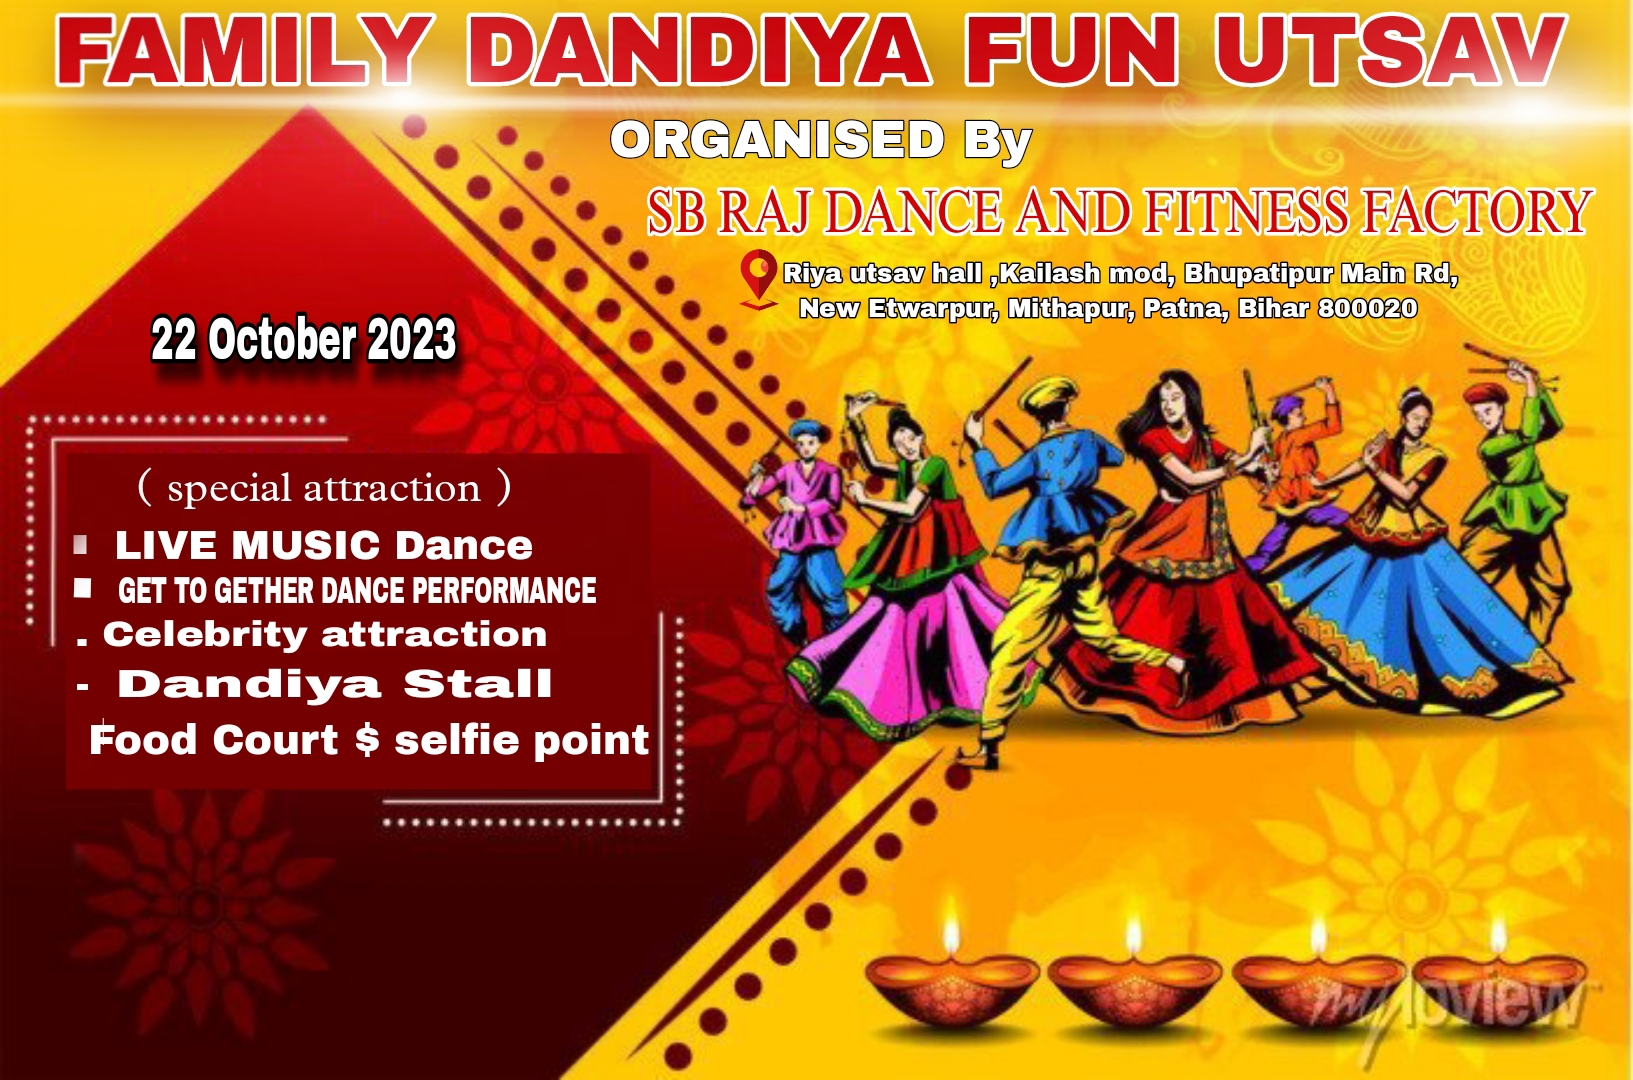 FAMILY DANDIYA FUN UTSAV
ORGANISED By
SB RAJ DANCE AND FITNESS FACTORY
Riya utsav hall ,Kailash mod, Bhupatipur Main Rd,
New Etwarpur, Mithapur, Patna, Bihar 800020
22 October 2023
( special attraction )
▪ LIVE MUSIC Dance
▪ GET TO GETHER DANCE PERFORMANCE
. Celebrity attraction
- Dandiya Stall
Food Court $ selfie point
myloview